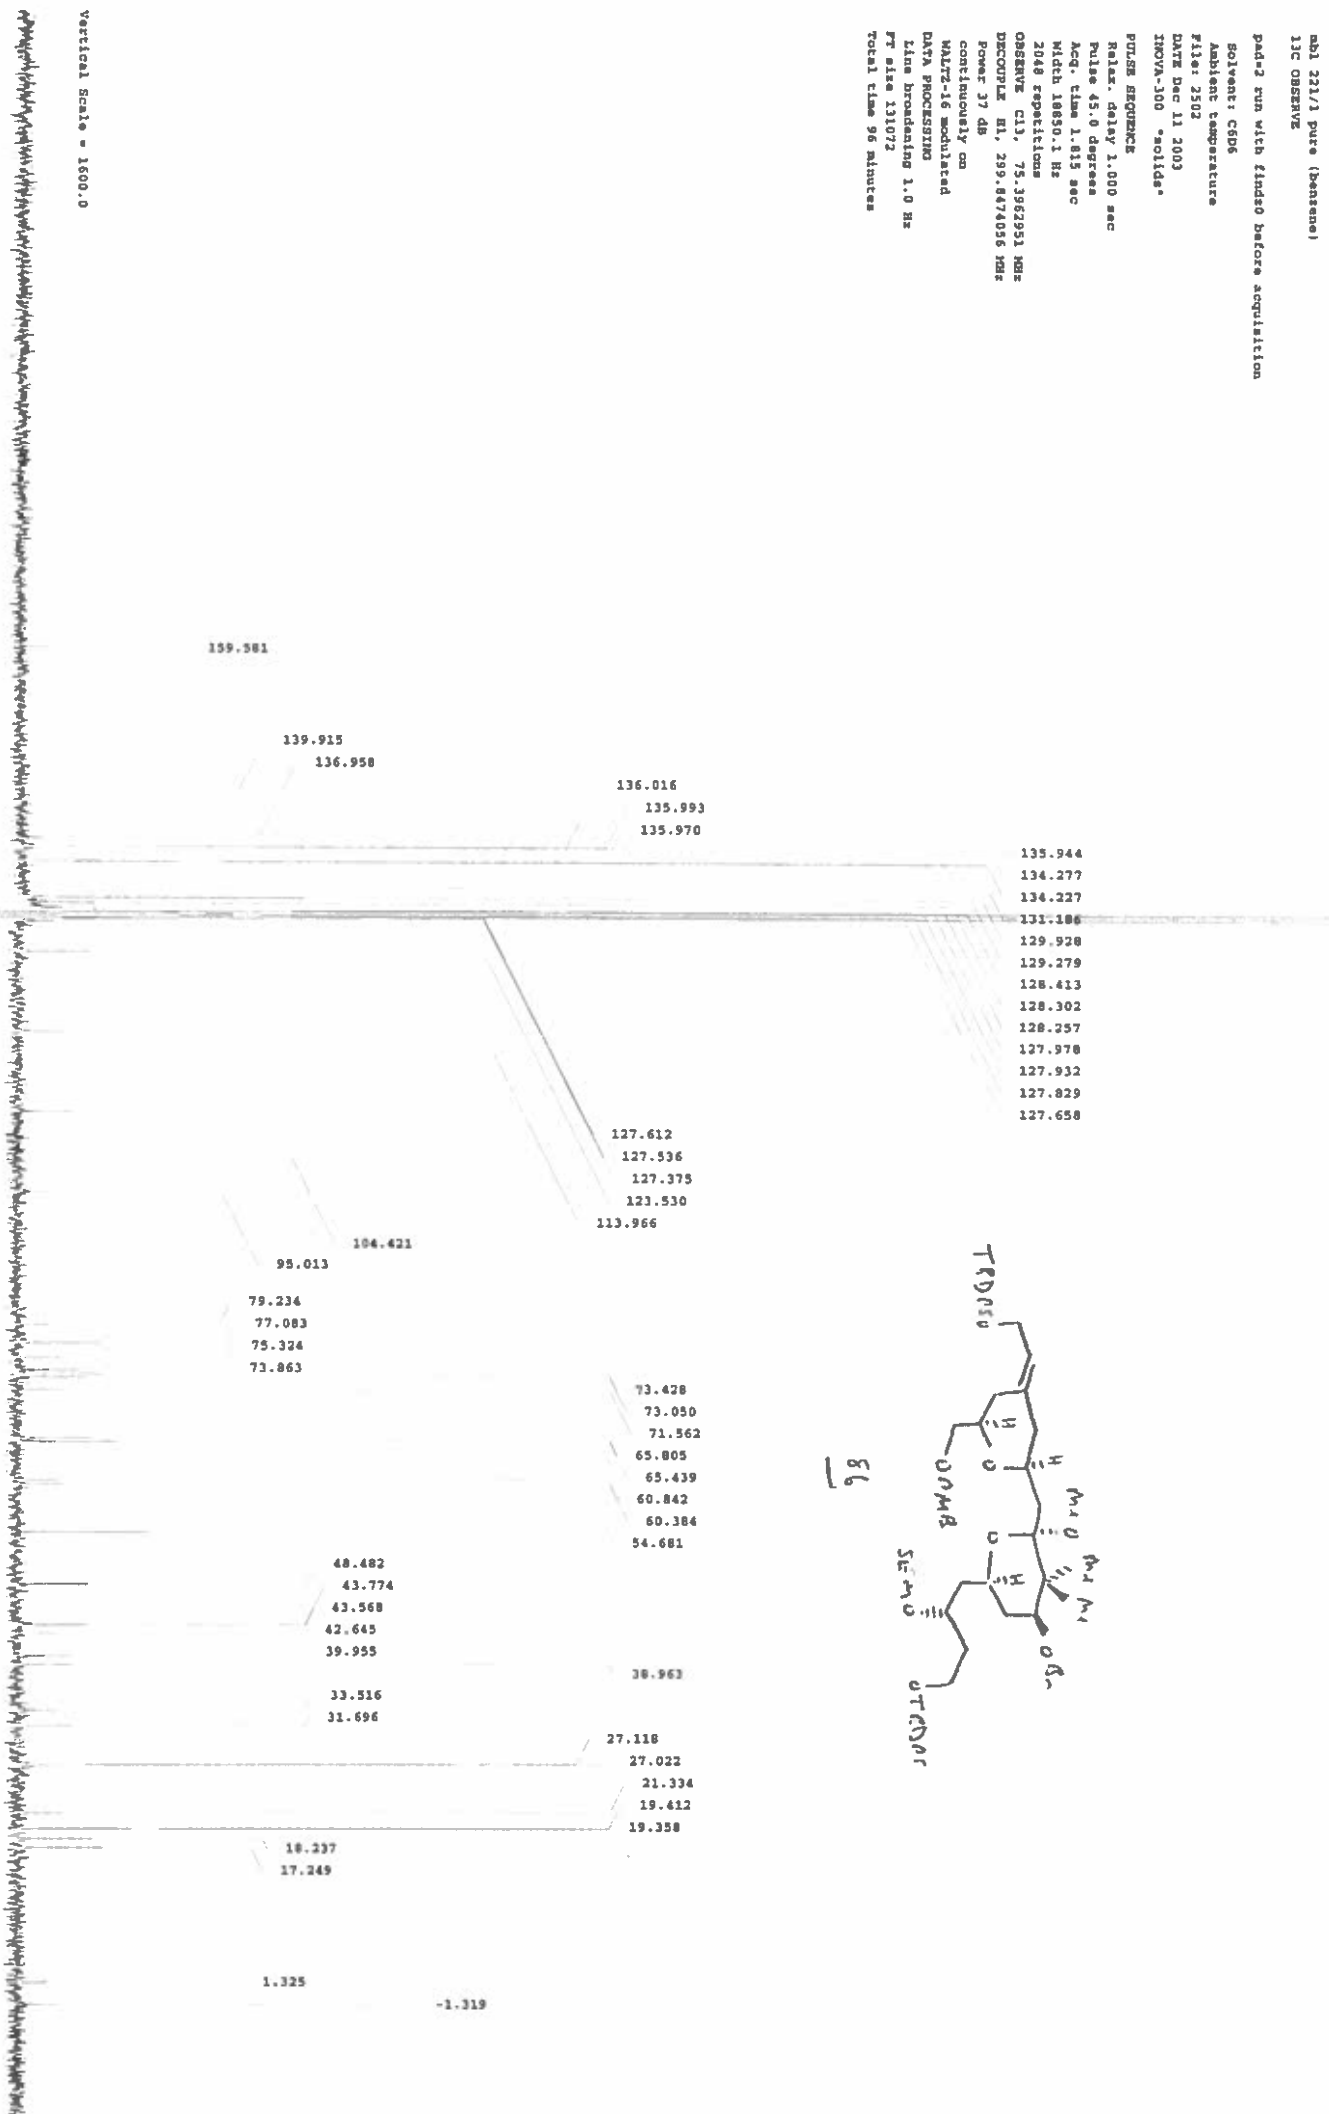 mbl 221/1 pure (benzene)
13C OBSERVE
pad=2 run with findz0 before acquisition
Solvent: C6D6
Ambient temperature
File: 2502
DATE Dec 11 2003
INOVA-300 "solids"
PULSE SEQUENCE
Relax. delay 1.000 sec
Pulse 45.0 degrees
Acq. time 1.815 sec
Width 18850.1 Hz
2048 repetitions
OBSERVE C13, 75.3962951 MHz
DECOUPLE H1, 299.8474056 MHz
Power 37 dB
continuously on
WALTZ-16 modulated
DATA PROCESSING
Line broadening 1.0 Hz
FT size 131072
Total time 96 minutes
Vertical Scale = 1600.0
159.581
139.915
136.958
136.016
135.993
135.970
135.944
134.277
134.227
131.186
129.928
129.279
128.413
128.302
128.257
127.978
127.932
127.829
127.658
127.612
127.536
127.375
123.530
113.966
104.421
95.013
79.234
77.083
75.324
73.863
73.428
73.050
71.562
65.805
65.439
60.842
60.384
54.681
48.482
43.774
43.568
42.645
39.955
38.963
33.516
31.696
27.118
27.022
21.334
19.412
19.358
18.237
17.249
1.325
-1.319
TBDPSO
H
O
H
OPMB
MeO
Me
Me
O
H
OBn
SEMO
OTBDPS
86